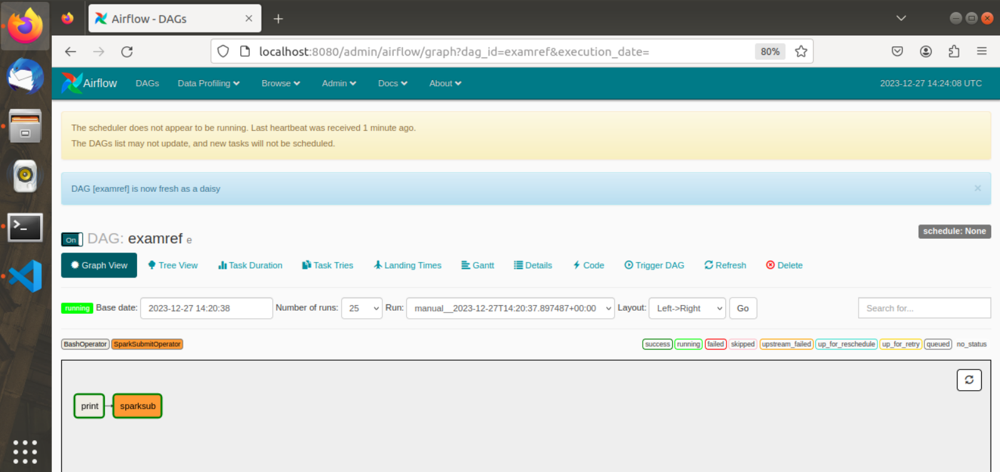 Airflow - DAGs
localhost:8080/admin/airflow/graph?dag_id=examref&execution_date=
80%
Airflow DAGs Data Profiling Browse Admin Docs About 2023-12-27 14:24:08 UTC
The scheduler does not appear to be running. Last heartbeat was received 1 minute ago.
The DAGs list may not update, and new tasks will not be scheduled.
DAG [examref] is now fresh as a daisy ×
On DAG: examref e schedule: None
Graph View Tree View Task Duration Task Tries Landing Times Gantt Details Code Trigger DAG Refresh Delete
running Base date: 2023-12-27 14:20:38 Number of runs: 25 Run: manual__2023-12-27T14:20:37.897487+00:00 Layout: Left->Right Go Search for...
BashOperator SparkSubmitOperator success running failed skipped upstream_failed up_for_reschedule up_for_retry queued no_status
print sparksub